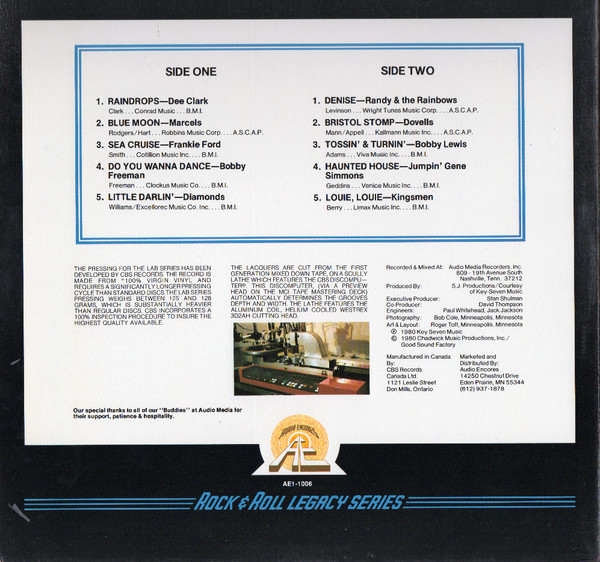 SIDE ONE
1. RAINDROPS—Dee Clark
Clark . . . Conrad Music . . . B.M.I.
2. BLUE MOON—Marcels
Rodgers/Hart . . . Robbins Music Corp. . . . A.S.C.A.P.
3. SEA CRUISE—Frankie Ford
Smith . . . Cotillion Music Inc. . . . B.M.I.
4. DO YOU WANNA DANCE—Bobby
Freeman
Freeman . . . Clockus Music Co. . . . B.M.I.
5. LITTLE DARLIN'—Diamonds
Williams/Excellorec Music Co. Inc. . . . B.M.I.
SIDE TWO
1. DENISE—Randy & the Rainbows
Levinson . . . Wright Tunes Music Corp. . . . A.S.C.A.P.
2. BRISTOL STOMP—Dovells
Mann/Appell . . . Kallmann Music Inc. . . . A.S.C.A.P.
3. TOSSIN' & TURNIN'—Bobby Lewis
Adams . . . Viva Music Inc. . . . B.M.I.
4. HAUNTED HOUSE—Jumpin' Gene
Simmons
Geddins . . . Venice Music Inc. . . . B.M.I.
5. LOUIE, LOUIE—Kingsmen
Berry . . . Limax Music Inc. . . . B.M.I.
THE PRESSING FOR THE LAB SERIES HAS BEEN
DEVELOPED BY CBS RECORDS. THE RECORD IS
MADE FROM "100% VIRGIN VINYL AND
REQUIRES A SIGNIFICANTLY LONGER PRESSING
CYCLE THAN STANDARD DISCS. THE LAB SERIES
PRESSING WEIGHS BETWEEN 125 AND 128
GRAMS, WHICH IS SUBSTANTIALLY HEAVIER
THAN REGULAR DISCS. CBS INCORPORATES A
100% INSPECTION PROCEDURE TO INSURE THE
HIGHEST QUALITY AVAILABLE.
THE LACQUERS ARE CUT FROM THE FIRST
GENERATION MIXED DOWN TAPE, ON A SCULLY
LATHE WHICH FEATURES THE CBS DISCOMPU-
TER®. THIS DISCOMPUTER, (VIA A PREVIEW
HEAD ON THE MCI TAPE MASTERING DECK)
AUTOMATICALLY DETERMINES THE GROOVES
DEPTH AND WIDTH. THE LATHE FEATURES THE
ALUMINUM COIL, HELIUM COOLED WESTREX
3D2AH CUTTING HEAD.
Recorded & Mixed At: Audio Media Recorders, Inc.
809 - 19th Avenue South
Nashville, Tenn. 37212
Produced By: S.J. Productions/Courtesy
of Key-Seven Music
Executive Producer: Stan Shulman
Co-Producer: David Thompson
Engineers: Paul Whitehead, Jack Jackson
Photography: Bob Cole, Minneapolis, Minnesota
Art & Layout: Roger Toft, Minneapolis, Minnesota
℗ 1980 Key Seven Music
© 1980 Chadwick Music Productions, Inc./
Good Sound Factory
Manufactured in Canada
By:
CBS Records
Canada Ltd.
1121 Leslie Street
Don Mills, Ontario
Marketed and
Distributed By:
Audio Encores
14250 Chestnut Drive
Eden Prairie, MN 55344
(612) 937-1878
Our special thanks to all of our "Buddies" at Audio Media for
their support, patience & hospitality.
AUDIO ENCORES
AE
AE1-1006
ROCK & ROLL LEGACY SERIES